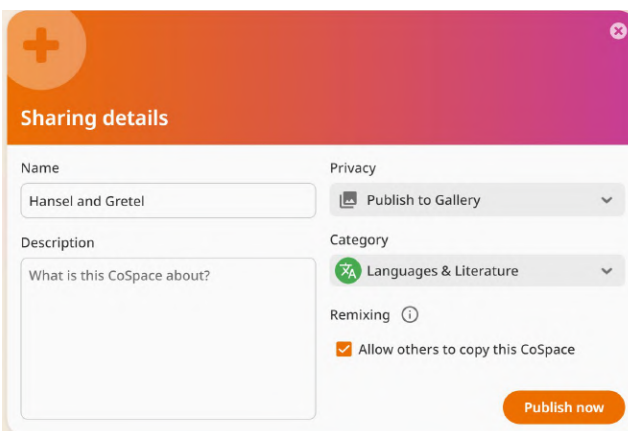 Sharing details
Name
Hansel and Gretel
Description
What is this CoSpace about?
Privacy
Publish to Gallery
Category
Languages & Literature
Remixing
Allow others to copy this CoSpace
Publish now